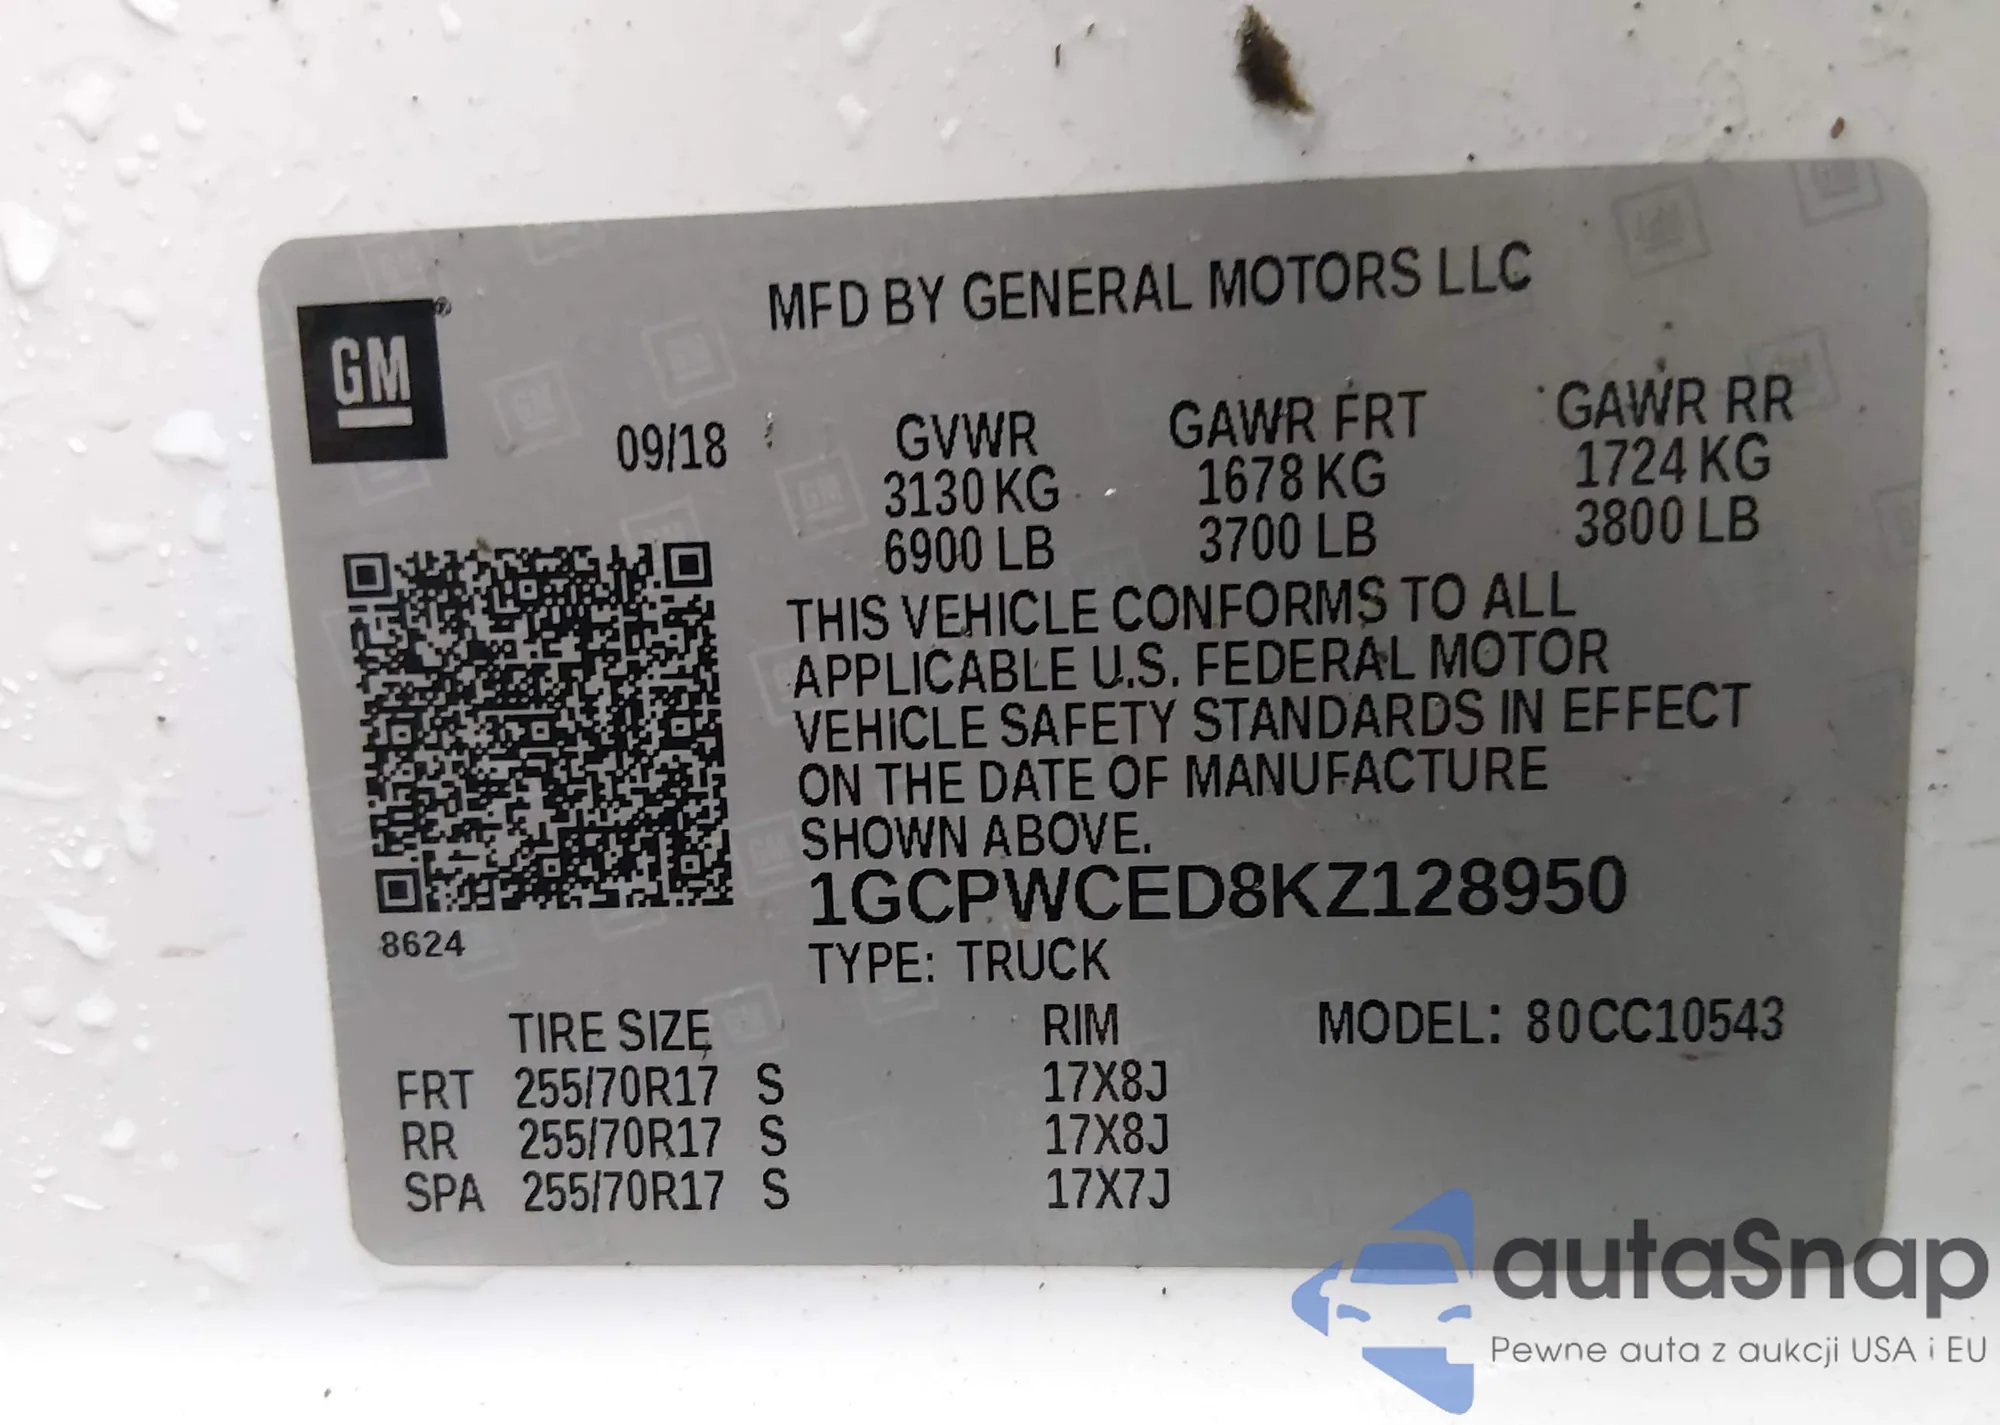 MFD BY GENERAL MOTORS LLC
GM
®
09/18 GVWR GAWR FRT GAWR RR
3130 KG 1678 KG 1724 KG
6900 LB 3700 LB 3800 LB
THIS VEHICLE CONFORMS TO ALL
APPLICABLE U.S. FEDERAL MOTOR
VEHICLE SAFETY STANDARDS IN EFFECT
ON THE DATE OF MANUFACTURE
SHOWN ABOVE.
1GCPWCED8KZ128950
8624
TYPE: TRUCK
TIRE SIZE RIM MODEL: 80CC10543
FRT 255/70R17 S 17X8J
RR 255/70R17 S 17X8J
SPA 255/70R17 S 17X7J
autaSnap
Pewne auta z aukcji USA i EU